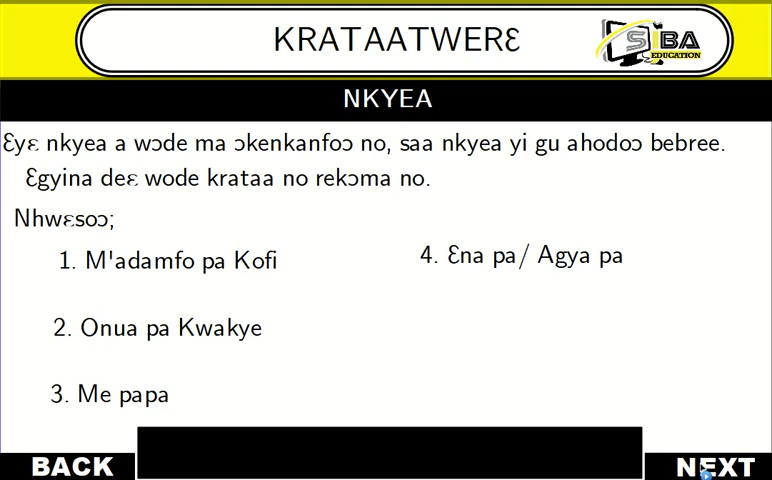 KRATAATWERƐ
SIBA
EDUCATION
NKYEA
Ɛyɛ nkyea a wɔde ma ɔkenkanfoɔ no, saa nkyea yi gu ahodoɔ bebree.
Ɛgyina deɛ wode krataa no rekɔma no.
Nhwɛsoɔ;
1. M'adamfo pa Kofi
4. Ɛna pa/ Agya pa
2. Onua pa Kwakye
3. Me papa
BACK
NEXT